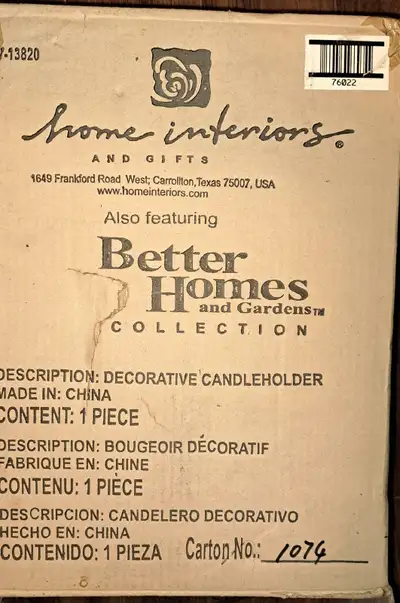 -13820
76022
home interiors®
AND GIFTS
1649 Frankford Road West; Carrollton,Texas 75007, USA
www.homeinteriors.com
Also featuring
Better
Homes
and Gardens™
COLLECTION
DESCRIPTION: DECORATIVE CANDLEHOLDER
MADE IN: CHINA
CONTENT: 1 PIECE
DESCRIPTION: BOUGEOIR DÉCORATIF
FABRIQUE EN: CHINE
CONTENU: 1 PIÈCE
DESCRIPCION: CANDELERO DECORATIVO
HECHO EN: CHINA
CONTENIDO: 1 PIEZA Carton No.: 1074